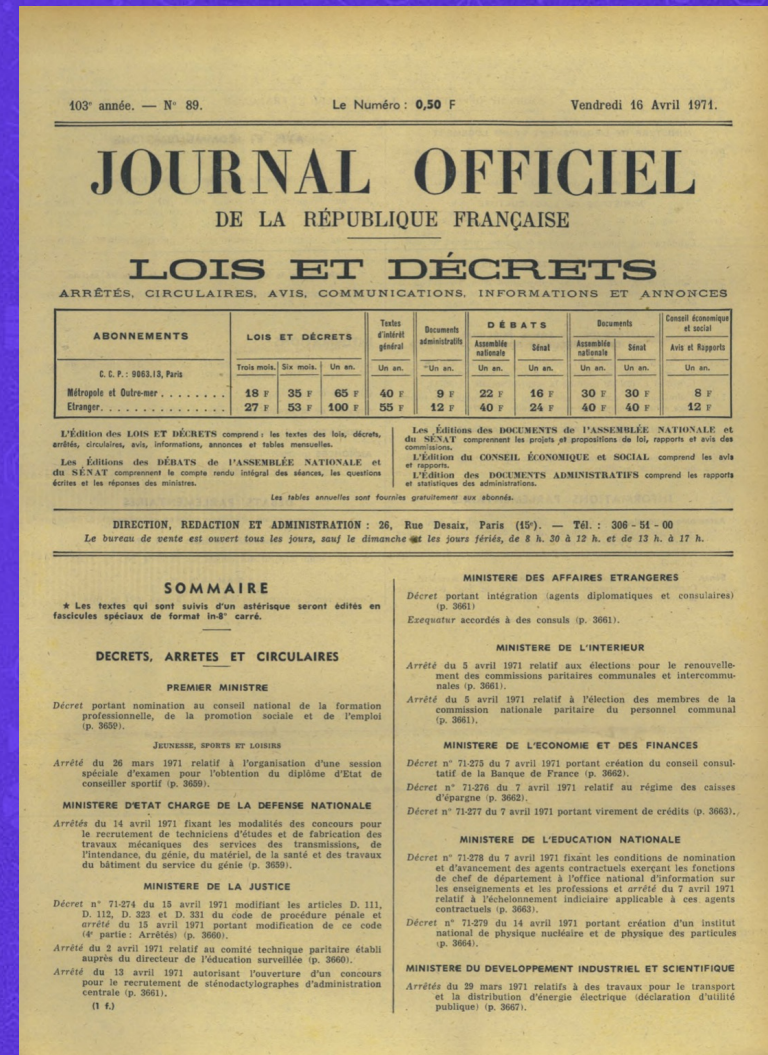 103e année. — N° 89.
Le Numéro : 0,50 F
Vendredi 16 Avril 1971.
JOURNAL OFFICIEL
DE LA RÉPUBLIQUE FRANÇAISE
LOIS ET DÉCRETS
ARRÊTÉS, CIRCULAIRES, AVIS, COMMUNICATIONS, INFORMATIONS ET ANNONCES
ABONNEMENTS
C. C. P. : 9063.13, Paris
LOIS ET DÉCRETS
Textes
d'intérêt
général
Documents
administratifs
DÉBATS
Assemblée
nationale
Sénat
Documents
Assemblée
nationale
Sénat
Conseil économique
et social
Avis et Rapports
Trois mois. Six mois. Un an. Un an. Un an. Un an. Un an. Un an. Un an. Un an.
Métropole et Outre-mer . . . . . . . . 18 F 35 F 65 F 40 F 9 F 22 F 16 F 30 F 30 F 8 F
Etranger. . . . . . . . . . . . . . . . 27 F 53 F 100 F 55 F 12 F 40 F 24 F 40 F 40 F 12 F
L'Édition des LOIS ET DÉCRETS comprend : les textes des lois, décrets,
arrêtés, circulaires, avis, informations, annonces et tables mensuelles.
Les Éditions des DÉBATS de l'ASSEMBLÉE NATIONALE et
du SÉNAT comprennent le compte rendu intégral des séances, les questions
écrites et les réponses des ministres.
Les Éditions des DOCUMENTS de l'ASSEMBLÉE NATIONALE et
du SÉNAT comprennent les projets et propositions de loi, rapports et avis des
commissions.
L'Édition du CONSEIL ÉCONOMIQUE et SOCIAL comprend les avis
et rapports.
L'Édition des DOCUMENTS ADMINISTRATIFS comprend les rapports
et statistiques des administrations.
Les tables annuelles sont fournies gratuitement aux abonnés.
DIRECTION, REDACTION ET ADMINISTRATION : 26, Rue Desaix, Paris (15e). — Tél. : 306 - 51 - 00
Le bureau de vente est ouvert tous les jours, sauf le dimanche et les jours fériés, de 8 h. 30 à 12 h. et de 13 h. à 17 h.
SOMMAIRE
★ Les textes qui sont suivis d'un astérisque seront édités en
fascicules spéciaux de format in-8° carré.
DECRETS, ARRETES ET CIRCULAIRES
PREMIER MINISTRE
Décret portant nomination au conseil national de la formation
professionnelle, de la promotion sociale et de l'emploi
(p. 3659).
JEUNESSE, SPORTS ET LOISIRS
Arrêté du 26 mars 1971 relatif à l'organisation d'une session
spéciale d'examen pour l'obtention du diplôme d'Etat de
conseiller sportif (p. 3659).
MINISTERE D'ETAT CHARGE DE LA DEFENSE NATIONALE
Arrêtés du 14 avril 1971 fixant les modalités des concours pour
le recrutement de techniciens d'études et de fabrication des
travaux mécaniques des services des transmissions, de
l'intendance, du génie, du matériel, de la santé et des travaux
du bâtiment du service du génie (p. 3659).
MINISTERE DE LA JUSTICE
Décret n° 71-274 du 15 avril 1971 modifiant les articles D. 111,
D. 112, D. 323 et D. 331 du code de procédure pénale et
arrêté du 15 avril 1971 portant modification de ce code
(4e partie : Arrêtés) (p. 3660).
Arrêté du 2 avril 1971 relatif au comité technique paritaire établi
auprès du directeur de l'éducation surveillée (p. 3660).
Arrêté du 13 avril 1971 autorisant l'ouverture d'un concours
pour le recrutement de sténodactylographes d'administration
centrale (p. 3661).
(1 f.)
MINISTERE DES AFFAIRES ETRANGERES
Décret portant intégration (agents diplomatiques et consulaires)
(p. 3661)
Exequatur accordés à des consuls (p. 3661).
MINISTERE DE L'INTERIEUR
Arrêté du 5 avril 1971 relatif aux élections pour le renouvelle-
ment des commissions paritaires communales et intercommu-
nales (p. 3661).
Arrêté du 5 avril 1971 relatif à l'élection des membres de la
commission nationale paritaire du personnel communal
(p. 3661).
MINISTERE DE L'ECONOMIE ET DES FINANCES
Décret n° 71-275 du 7 avril 1971 portant création du conseil consul-
tatif de la Banque de France (p. 3662).
Décret n° 71-276 du 7 avril 1971 relatif au régime des caisses
d'épargne (p. 3662).
Décret n° 71-277 du 7 avril 1971 portant virement de crédits (p. 3663).
MINISTERE DE L'EDUCATION NATIONALE
Décret n° 71-278 du 7 avril 1971 fixant les conditions de nomination
et d'avancement des agents contractuels exerçant les fonctions
de chef de département à l'office national d'information sur
les enseignements et les professions et arrêté du 7 avril 1971
relatif à l'échelonnement indiciaire applicable à ces agents
contractuels (p. 3663).
Décret n° 71-279 du 14 avril 1971 portant création d'un institut
national de physique nucléaire et de physique des particules
(p. 3664).
MINISTERE DU DEVELOPPEMENT INDUSTRIEL ET SCIENTIFIQUE
Arrêtés du 29 mars 1971 relatifs à des travaux pour le transport
et la distribution d'énergie électrique (déclaration d'utilité
publique) (p. 3667).